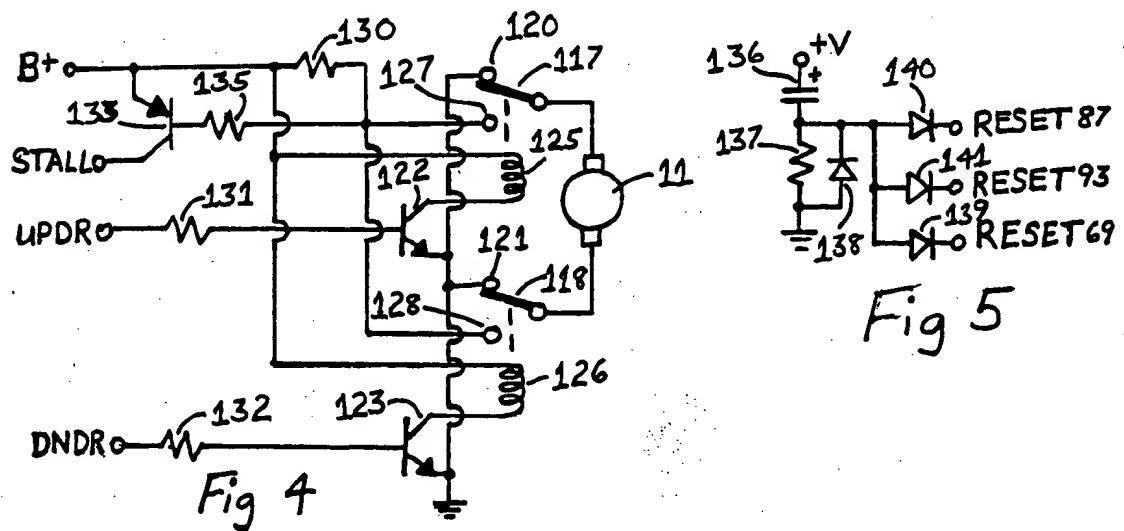 130
120
117
B+
127
133
135
STALL
125
122
11
131
UPDR
121
118
128
126
132
123
DNDR
Fig 4
+V
136
+
140
RESET 87
137
141
RESET 93
139
138
RESET 69
Fig 5